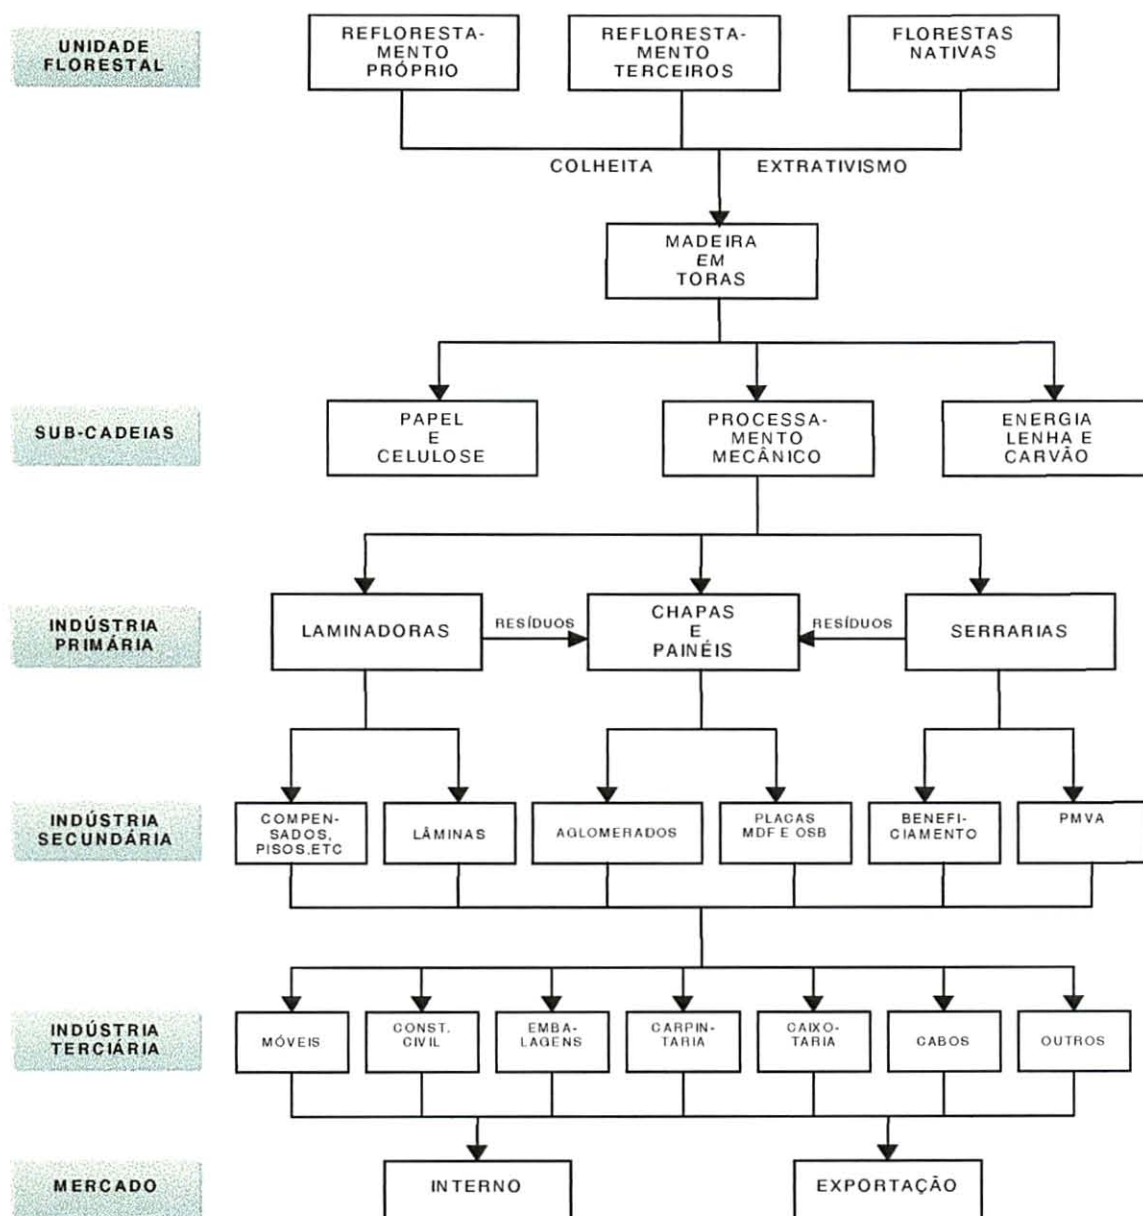 UNIDADE
FLORESTAL
REFLORESTA-
MENTO
PRÓPRIO
REFLORESTA-
MENTO
TERCEIROS
FLORESTAS
NATIVAS
COLHEITA
EXTRATIVISMO
MADEIRA
EM
TORAS
SUB-CADEIAS
PAPEL
E
CELULOSE
PROCESSA-
MENTO
MECÂNICO
ENERGIA
LENHA E
CARVÃO
INDÚSTRIA
PRIMÁRIA
LAMINADORAS
RESÍDUOS
CHAPAS
E
PAINÉIS
RESÍDUOS
SERRARIAS
INDÚSTRIA
SECUNDÁRIA
COMPEN-
SADOS,
PISOS,ETC
LÂMINAS
AGLOMERADOS
PLACAS
MDF E OSB
BENEFI-
CIAMENTO
PMVA
INDÚSTRIA
TERCIÁRIA
MÓVEIS
CONST.
CIVIL
EMBA-
LAGENS
CARPIN-
TARIA
CAIXO-
TARIA
CABOS
OUTROS
MERCADO
INTERNO
EXPORTAÇÃO